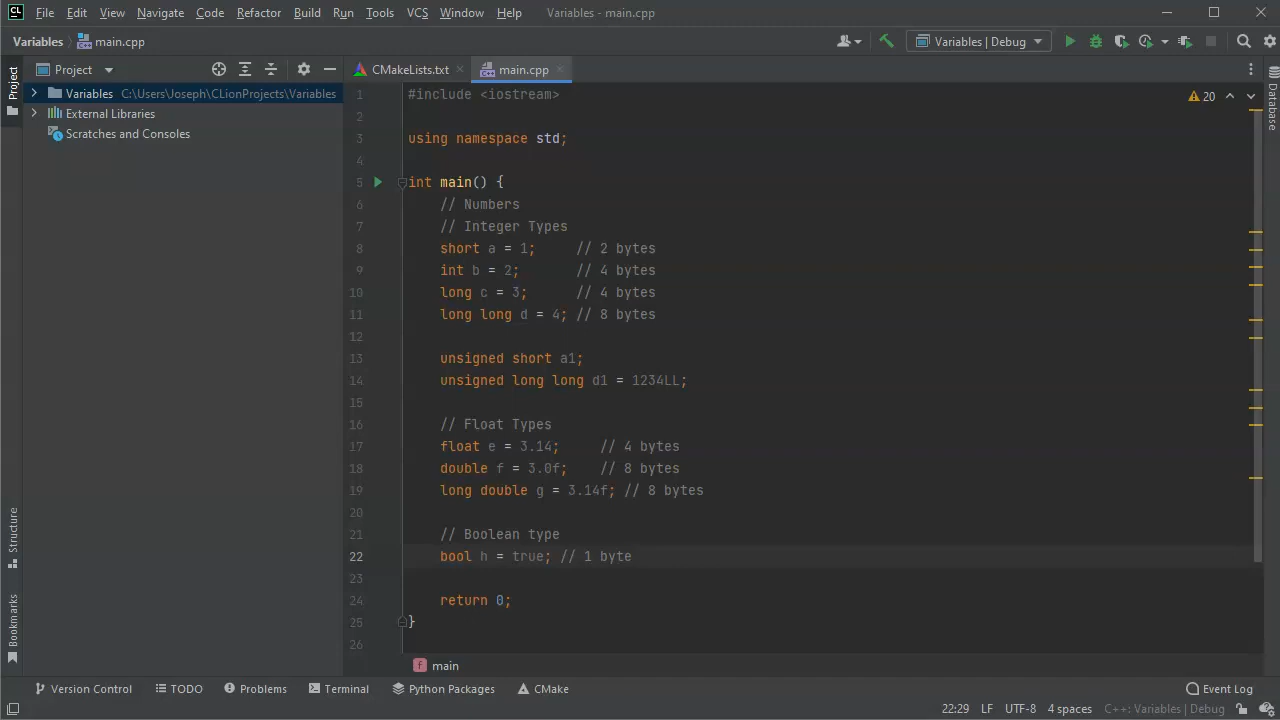 CL File Edit View Navigate Code Refactor Build Run Tools VCS Window Help Variables - main.cpp
Variables main.cpp Variables | Debug
Project Project CMakeLists.txt main.cpp Database
Variables C:\Users\Joseph\CLionProjects\Variables
External Libraries
Scratches and Consoles
20
1 #include <iostream>
2
3 using namespace std;
4
5 int main() {
6 // Numbers
7 // Integer Types
8 short a = 1; // 2 bytes
9 int b = 2; // 4 bytes
10 long c = 3; // 4 bytes
11 long long d = 4; // 8 bytes
12
13 unsigned short a1;
14 unsigned long long d1 = 1234LL;
15
16 // Float Types
17 float e = 3.14; // 4 bytes
18 double f = 3.0f; // 8 bytes
19 long double g = 3.14f; // 8 bytes
20
21 // Boolean type
22 bool h = true; // 1 byte
23
24 return 0;
25 }
26
Structure
Bookmarks
f main
Version Control TODO Problems Terminal Python Packages CMake Event Log
22:29 LF UTF-8 4 spaces C++: Variables | Debug